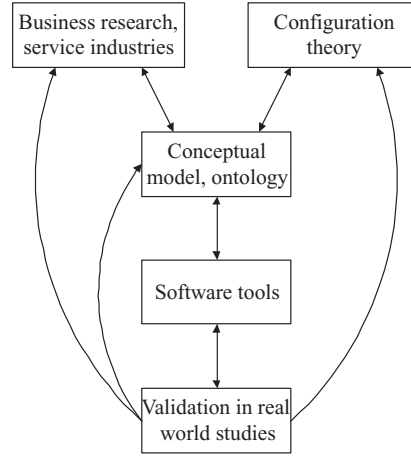 Business research,
service industries
Configuration
theory
Conceptual
model, ontology
Software tools
Validation in real
world studies